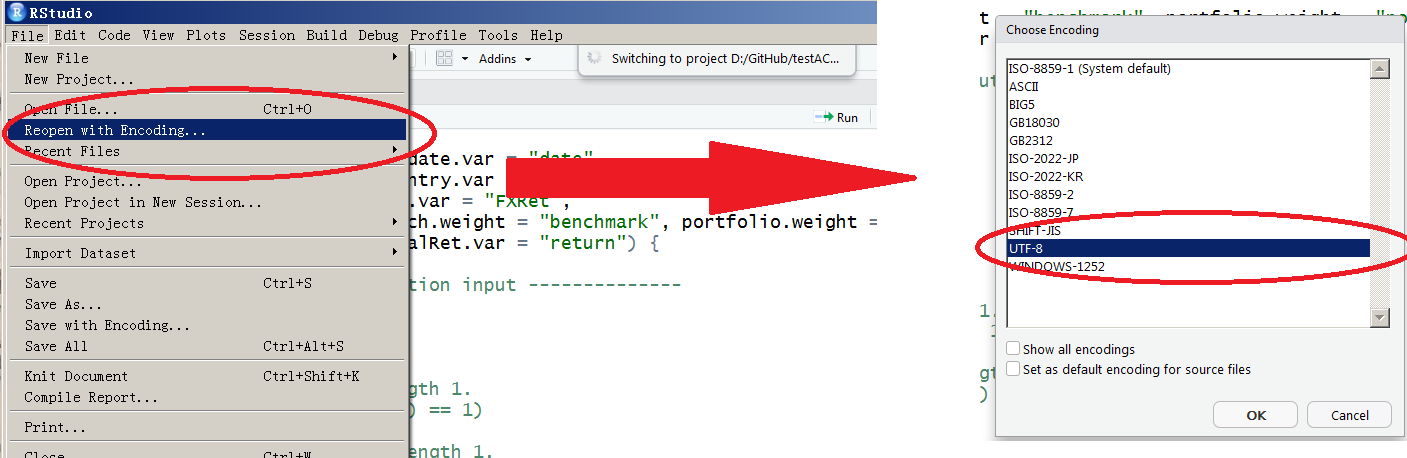 RStudio
File Edit Code View Plots Session Build Debug Profile Tools Help
New File
New Project...
Open File... Ctrl+O
Reopen with Encoding...
Recent Files
Open Project...
Open Project in New Session...
Recent Projects
Import Dataset
Save Ctrl+S
Save As...
Save with Encoding...
Save All Ctrl+Alt+S
Knit Document Ctrl+Shift+K
Compile Report...
Print...
Close Ctrl+W
Addins
Switching to project D:/GitHub/testAC...
Run
date.var = "date"
ntry.var
.var = "FXRet",
ch.weight = "benchmark", portfolio.weight =
alRet.var = "return") {
tion input --------------
gth 1.
) == 1)
ength 1.
t "benchmark" portfolio.weight "po
r
ut
1.
1
gt
)
Choose Encoding
ISO-8859-1 (System default)
ASCII
BIG5
GB18030
GB2312
ISO-2022-JP
ISO-2022-KR
ISO-8859-2
ISO-8859-7
SHIFT-JIS
UTF-8
WINDOWS-1252
Show all encodings
Set as default encoding for source files
OK Cancel